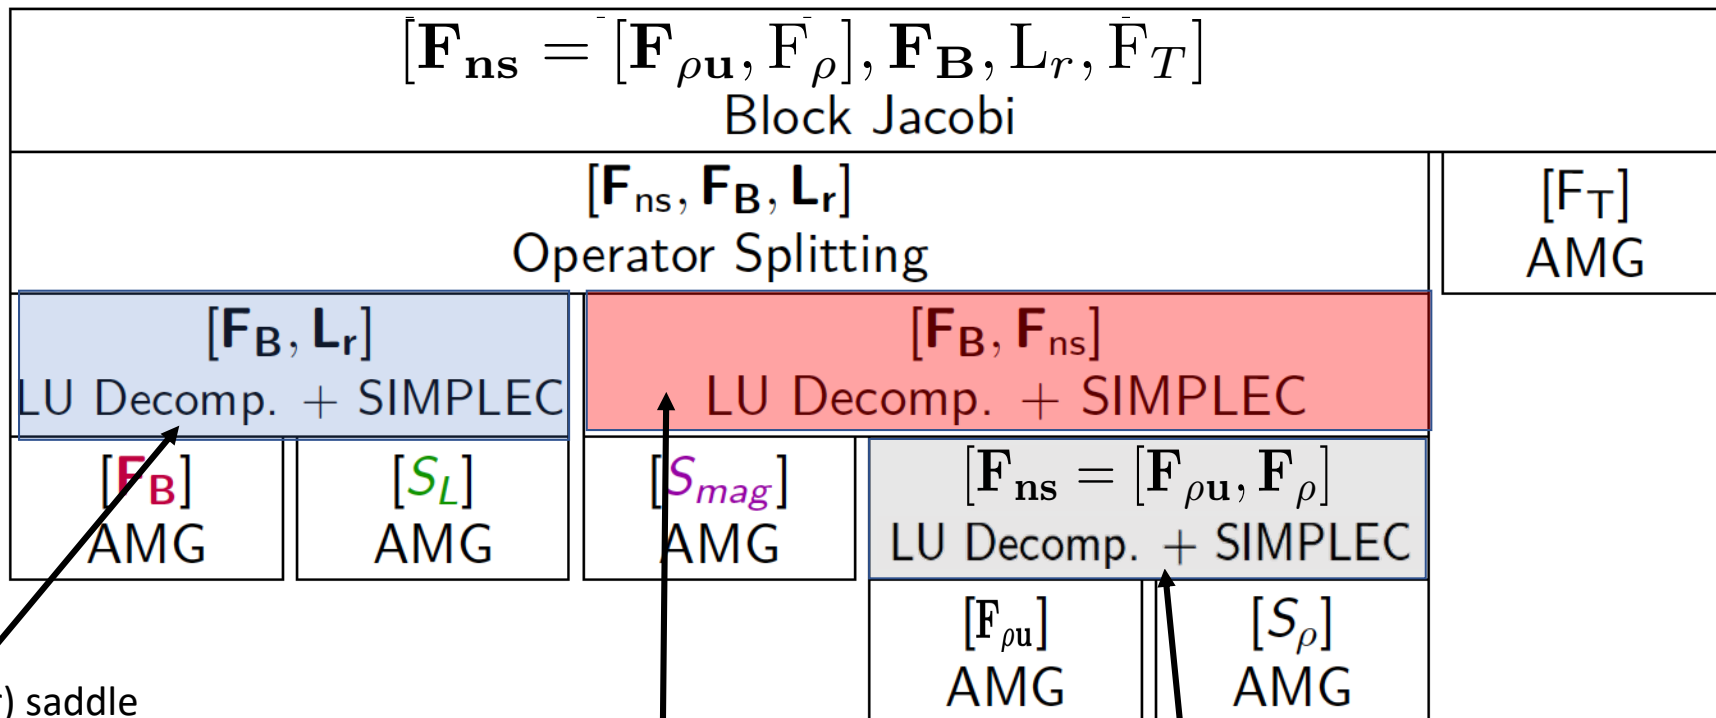 [F_ns = [F_ρu, F_ρ], F_B, L_r, F_T]
Block Jacobi
[F_ns, F_B, L_r]
Operator Splitting
[F_T]
AMG
[F_B, L_r]
LU Decomp. + SIMPLEC
[F_B, F_ns]
LU Decomp. + SIMPLEC
[F_B]
AMG
[S_L]
AMG
[S_mag]
AMG
[F_ns = [F_ρu, F_ρ]
LU Decomp. + SIMPLEC
[F_ρu]
AMG
[S_ρ]
AMG
) saddle